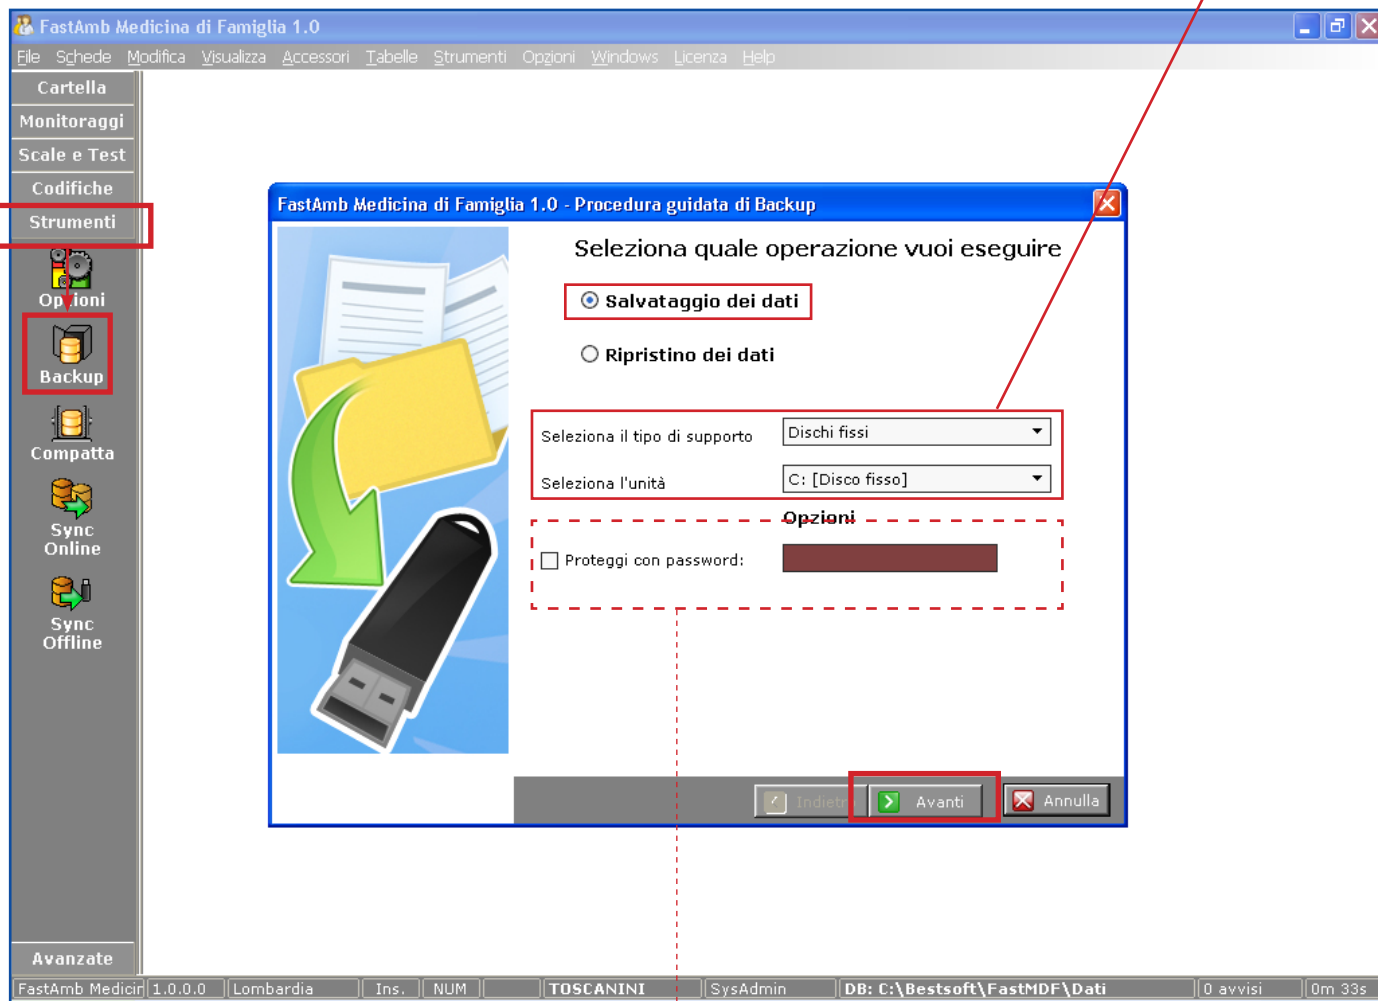 FastAmb Medicina di Famiglia 1.0
File Schede Modifica Visualizza Accessori Tabelle Strumenti Opzioni Windows Licenza Help
Cartella
Monitoraggi
Scale e Test
Codifiche
Strumenti
Opzioni
Backup
Compatta
Sync
Online
Sync
Offline
Avanzate
FastAmb Medicina di Famiglia 1.0 - Procedura guidata di Backup
Seleziona quale operazione vuoi eseguire
Salvataggio dei dati
Ripristino dei dati
Seleziona il tipo di supporto Dischi fissi
Seleziona l'unità C: [Disco fisso]
Opzioni
Proteggi con password:
Indietro Avanti Annulla
FastAmb Medicin 1.0.0.0 Lombardia Ins. NUM TOSCANINI SysAdmin DB: C:\Bestsoft\FastMDF\Dati 0 avvisi 0m 33s